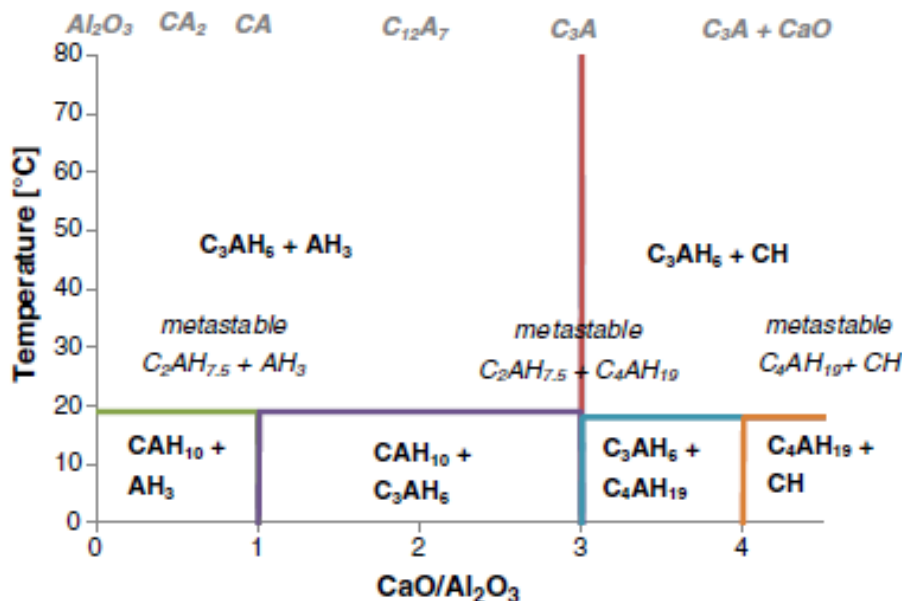 Al₂O₃ CA₂ CA C₁₂A₇ C₃A C₃A + CaO
80
70
60
50
40
30
20
10
0
Temperature [°C]
C₃AH₆ + AH₃
C₃AH₆ + CH
metastable
C₂AH₇.₅ + AH₃
metastable
C₂AH₇.₅ + C₄AH₁₉
metastable
C₄AH₁₉+ CH
CAH₁₀ +
AH₃
CAH₁₀ +
C₃AH₆
C₃AH₆ +
C₄AH₁₉
C₄AH₁₉ +
CH
0 1 2 3 4
CaO/Al₂O₃